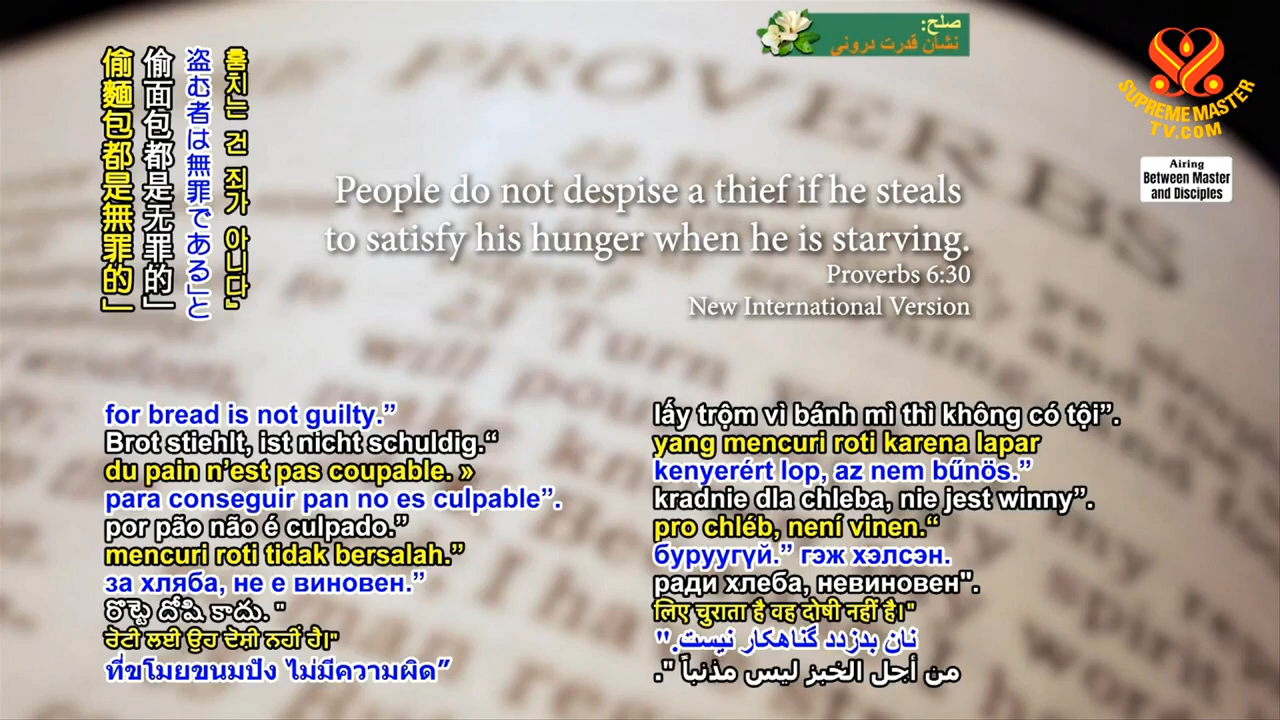 صلح:
نشان قدرت درونی
SUPREME MASTER
TV.COM
Airing
Between Master
and Disciples
훔치는 건 죄가 아니다』
盗む者は無罪である」と
偷面包都是无罪的」
偷麵包都是無罪的」
PROVERBS
People do not despise a thief if he steals
to satisfy his hunger when he is starving.
Proverbs 6:30
New International Version
23 Turn
will pour
for bread is not guilty.”
Brot stiehlt, ist nicht schuldig.“
du pain n’est pas coupable. »
para conseguir pan no es culpable”.
por pão não é culpado.”
mencuri roti tidak bersalah.”
за хляба, не е виновен.”
రొట్టె దోషి కాదు. "
ਰੋਟੀ ਲਈ ਉਹ ਦੋਸ਼ੀ ਨਹੀਂ ਹੈ।"
ที่ขโมยขนมปัง ไม่มีความผิด”
lấy trộm vì bánh mì thì không có tội”.
yang mencuri roti karena lapar
kenyerért lop, az nem bűnös.”
kradnie dla chleba, nie jest winny”.
pro chléb, není vinen.“
буруугүй.” гэж хэлсэн.
ради хлеба, невиновен".
लिए चुराता है वह दोषी नहीं है।"
نان بدزدد گناهکار نیست."
من أجل الخبز ليس مذنباً ".